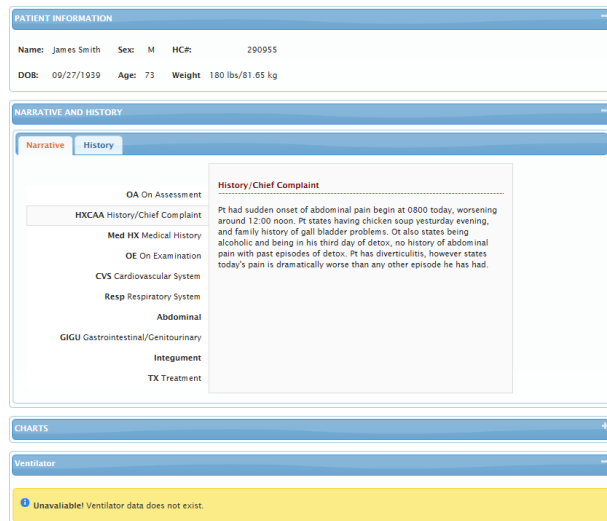 PATIENT INFORMATION
Name: James Smith Sex: M HC#: 290955
DOB: 09/27/1939 Age: 73 Weight 180 lbs/81.65 kg
NARRATIVE AND HISTORY
Narrative History
OA On Assessment
HXCAA History/Chief Complaint
Med HX Medical History
OE On Examination
CVS Cardiovascular System
Resp Respiratory System
Abdominal
GIGU Gastrointestinal/Genitourinary
Integument
TX Treatment
History/Chief Complaint
Pt had sudden onset of abdominal pain begin at 0800 today, worsening
around 12:00 noon. Pt states having chicken soup yesturday evening,
and family history of gall bladder problems. Ot also states being
alcoholic and being in his third day of detox, no history of abdominal
pain with past episodes of detox. Pt has diverticulitis, however states
today's pain is dramatically worse than any other episode he has had.
CHARTS
Ventilator
Unavaliable! Ventilator data does not exist.